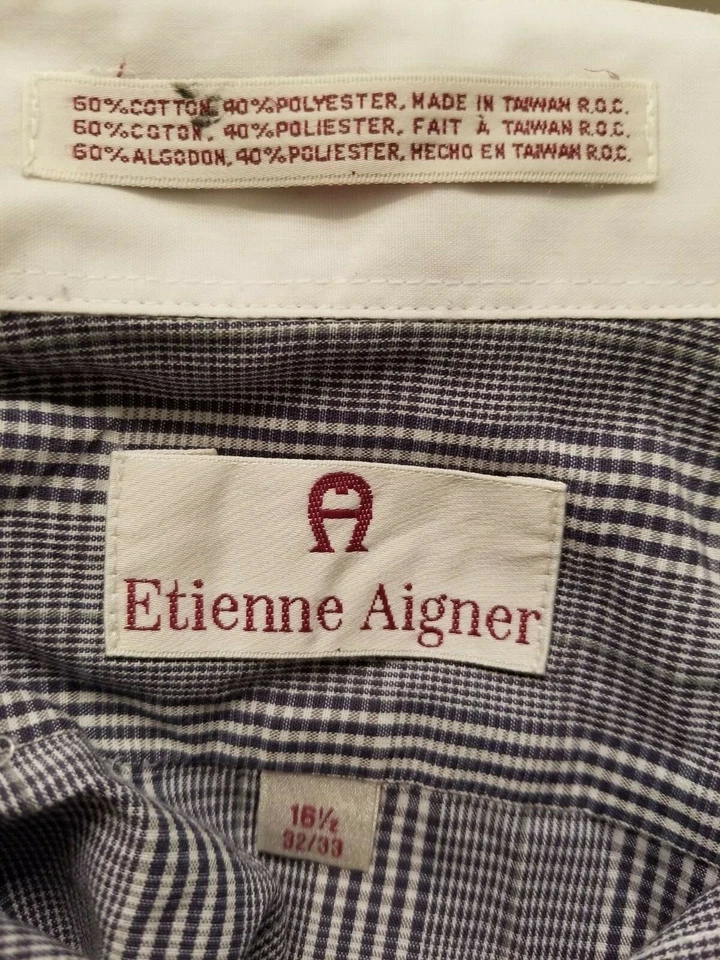 60%COTTON, 40%POLYESTER, MADE IN TAIWAN R.O.C.
60%COTON, 40%POLIESTER, FAIT À TAIWAN R.O.C.
60%ALGODON, 40%POLIESTER, HECHO EN TAIWAN R.O.C.
A
Etienne Aigner
16½
32/33